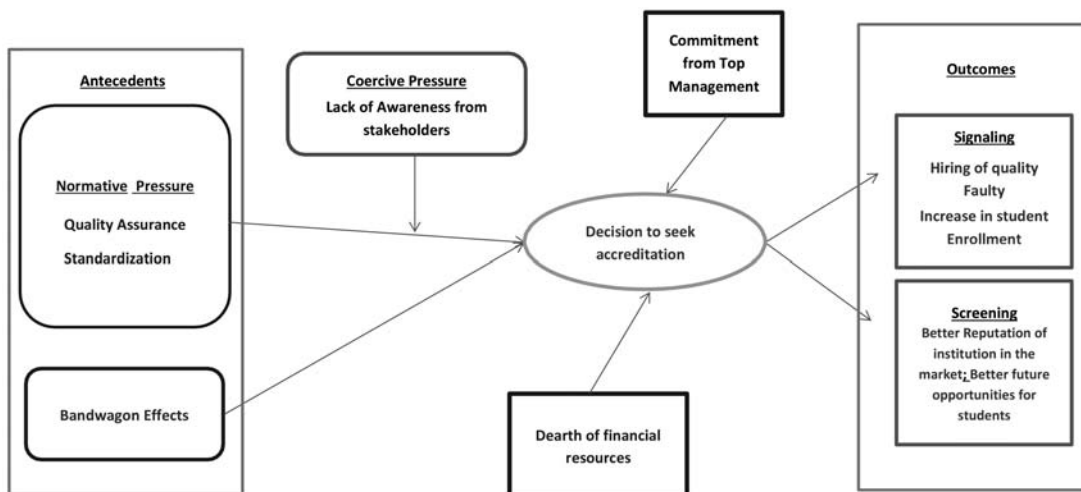 Antecedents
Normative Pressure
Quality Assurance
Standardization
Bandwagon Effects
Coercive Pressure
Lack of Awareness from
stakeholders
Commitment
from Top
Management
Decision to seek
accreditation
Dearth of financial
resources
Outcomes
Signaling
Hiring of quality
Faulty
Increase in student
Enrollment
Screening
Better Reputation of
institution in the
market; Better future
opportunities for
students